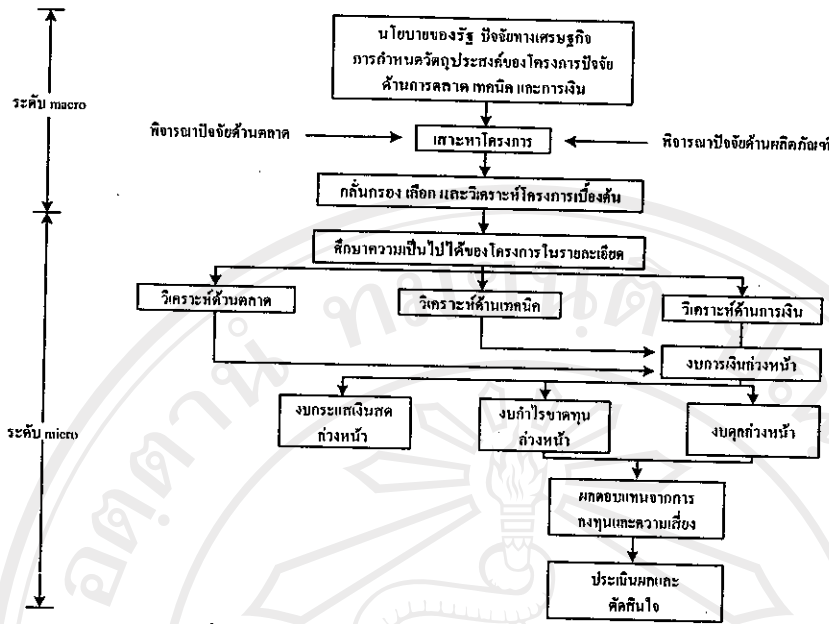 นโยบายของรัฐ ปัจจัยทางเศรษฐกิจ
การกำหนดวัตถุประสงค์ของโครงการปัจจัย
ด้านการตลาด เทคนิค และการเงิน
ระดับ macro
พิจารณาปัจจัยด้านตลาด
เสาะหาโครงการ
พิจารณาปัจจัยด้านผลิตภัณฑ์
กลั่นกรอง เลือก และวิเคราะห์โครงการเบื้องต้น
ศึกษาความเป็นไปได้ของโครงการในรายละเอียด
วิเคราะห์ด้านตลาด
วิเคราะห์ด้านเทคนิค
วิเคราะห์ด้านการเงิน
งบการเงินล่วงหน้า
งบกระแสเงินสด
ล่วงหน้า
งบกำไรขาดทุน
ล่วงหน้า
งบดุลล่วงหน้า
ระดับ micro
ผลตอบแทนจากการ
ลงทุนและความเสี่ยง
ประเมินผลและ
ตัดสินใจ